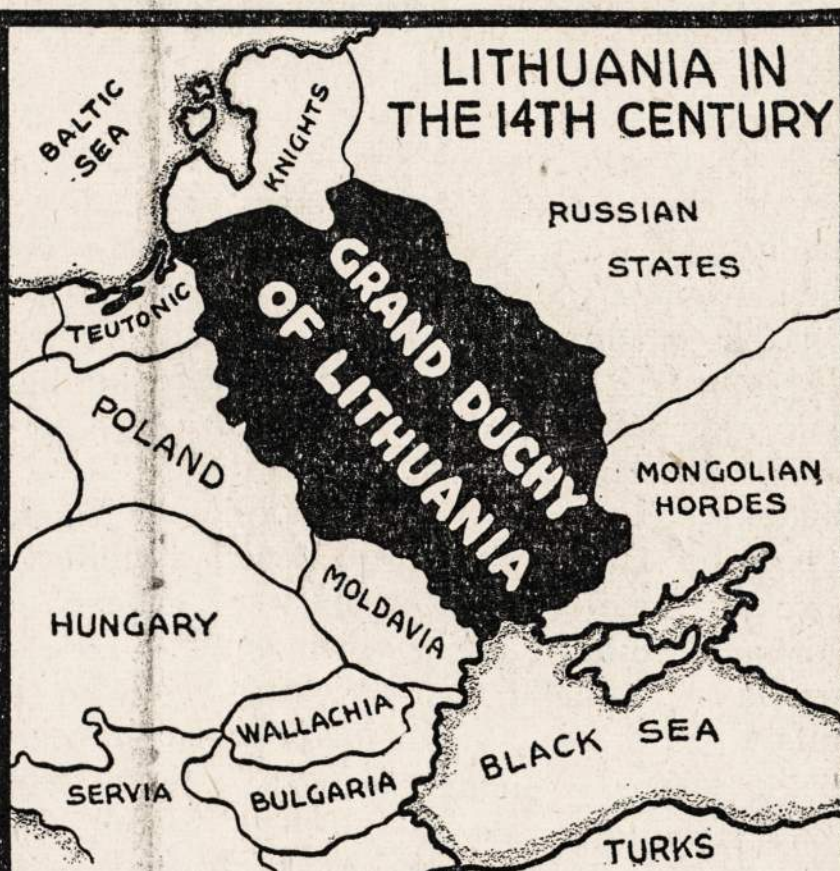 LITHUANIA IN
THE 14TH CENTURY
BALTIC
SEA
KNIGHTS
RUSSIAN
STATES
GRAND DUCHY
OF LITHUANIA
TEUTONIC
POLAND
MONGOLIAN
HORDES
MOLDAVIA
HUNGARY
WALLACHIA
BLACK SEA
SERVIA
BULGARIA
TURKS